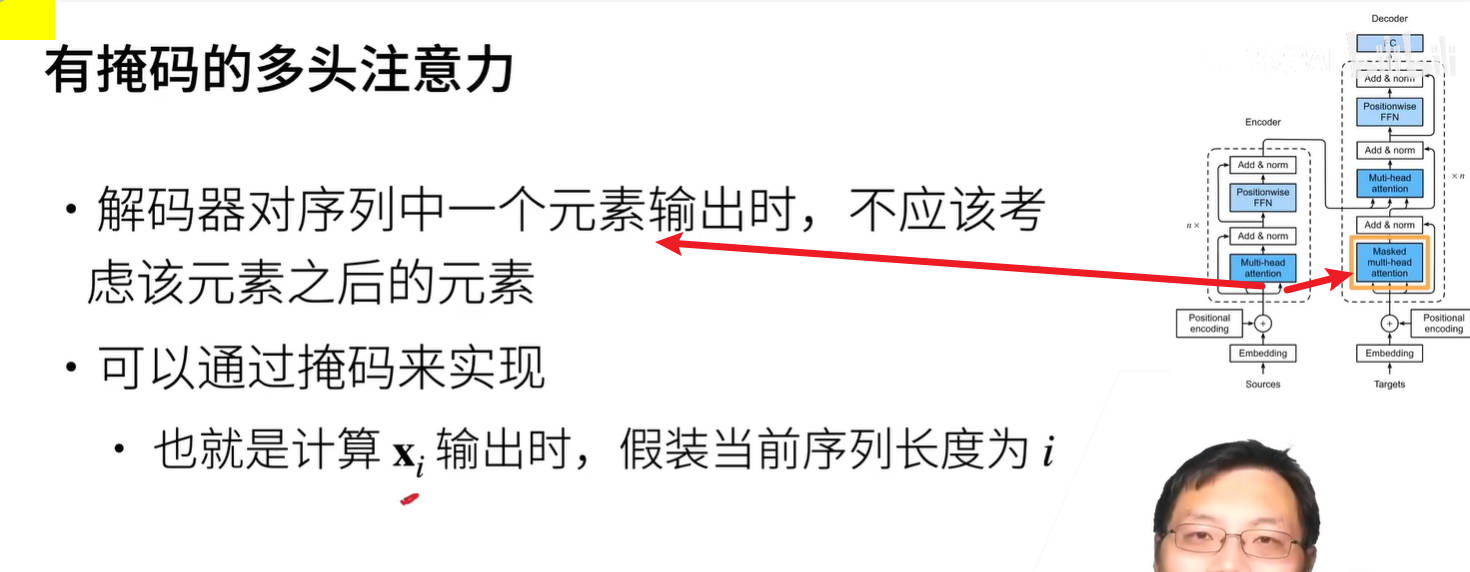 有掩码的多头注意力
• 解码器对序列中一个元素输出时，不应该考
虑该元素之后的元素
• 可以通过掩码来实现
• 也就是计算 xᵢ 输出时，假装当前序列长度为 i
Encoder
Add & norm
Positionwise
FFN
Add & norm
Multi-head
attention
n×
Positional
encoding
+
Embedding
Sources
Decoder
FC
Add & norm
Positionwise
FFN
Add & norm
Muti-head
attention
×n
Add & norm
Masked
multi-head
attention
+
Positional
encoding
Embedding
Targets
bilibili